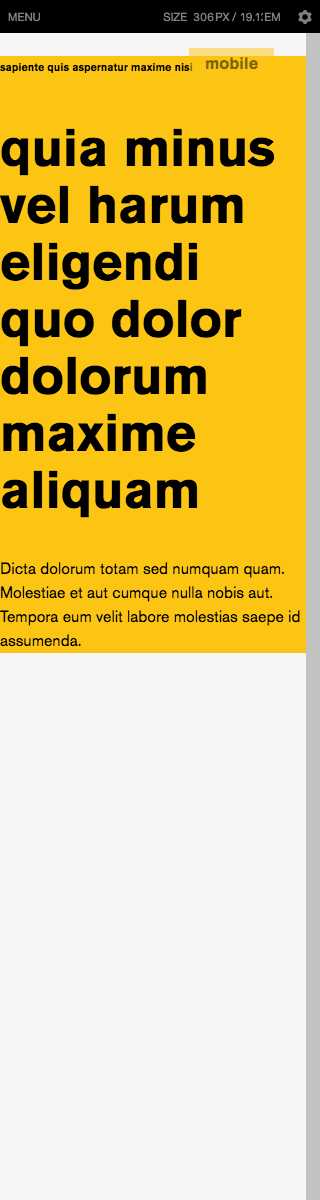 MENU
SIZE 306PX / EM
sapiente quis aspernatur maxime nisi
mobile
quia minus
vel harum
eligendi
quo dolor
dolorum
maxime
aliquam
Dicta dolorum totam sed numquam quam.
Molestiae et aut cumque nulla nobis aut.
Tempora eum velit labore molestias saepe id
assumenda.